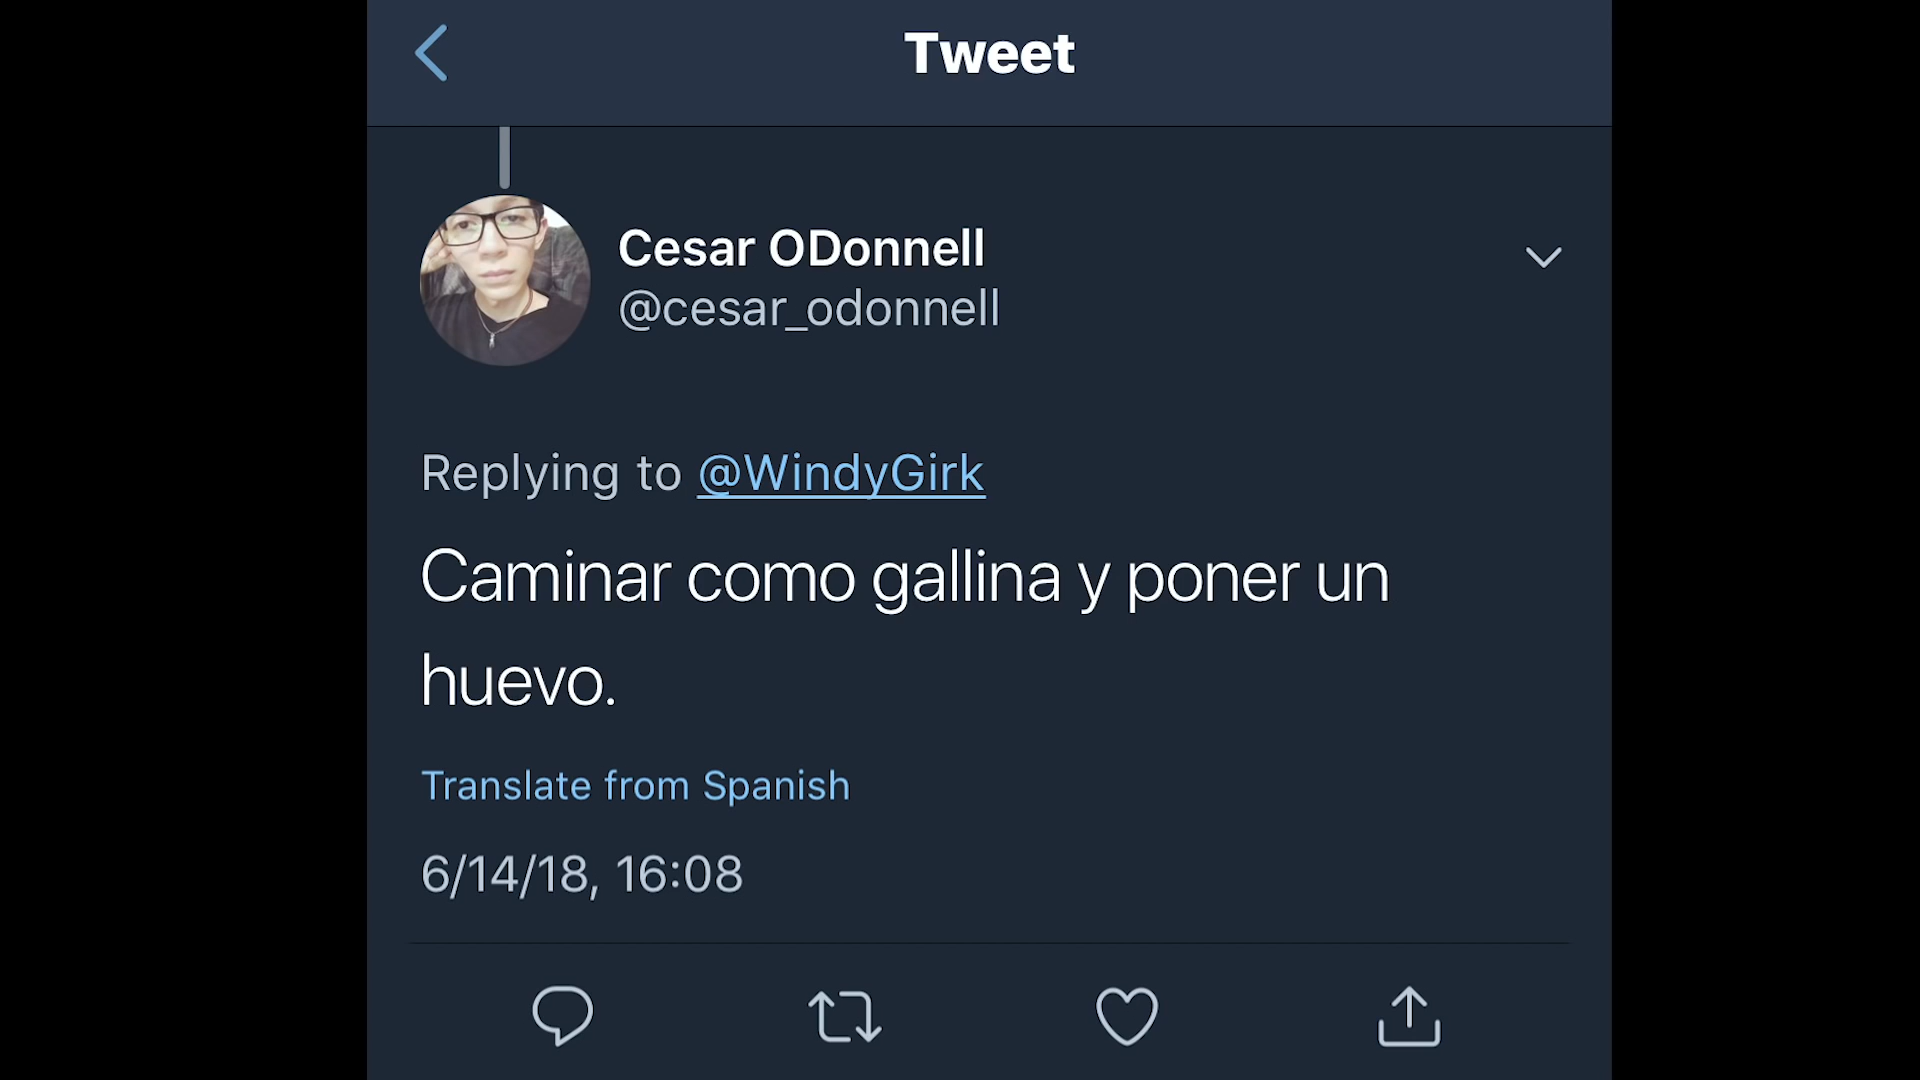 Tweet
Cesar ODonnell
@cesar_odonnell
Replying to @WindyGirk
Caminar como gallina y poner un
huevo.
Translate from Spanish
6/14/18, 16:08